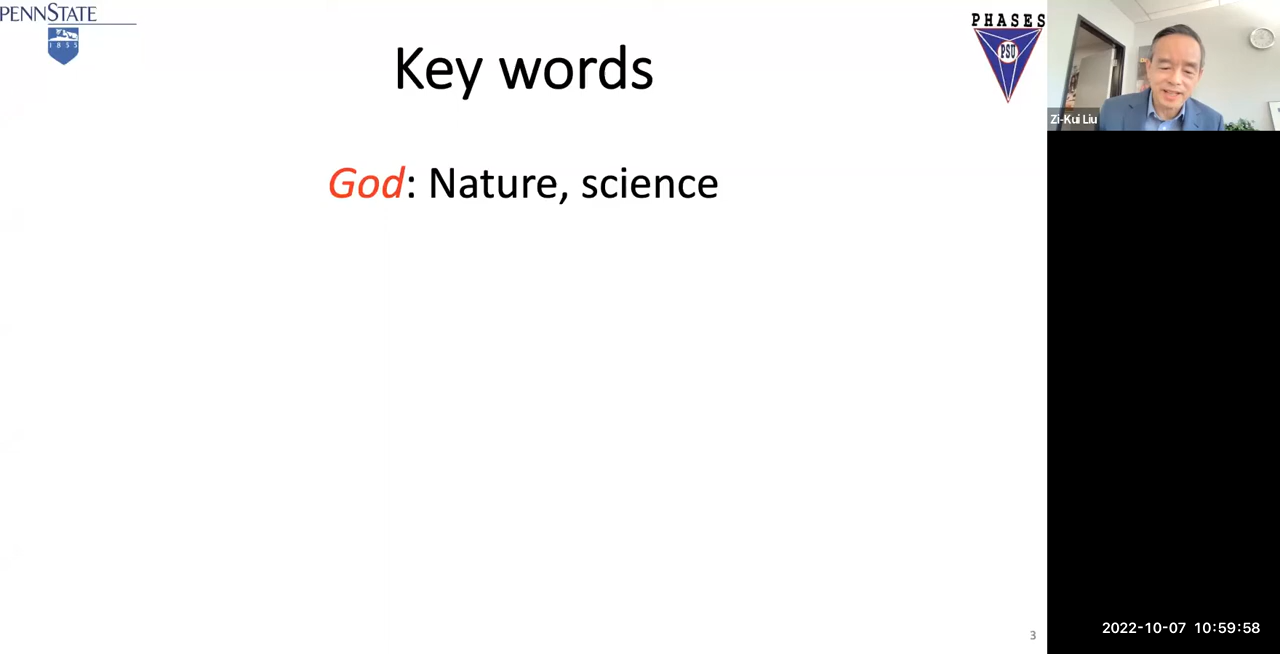 PENNSTATE
1855
PHASES
PSU
Key words
God: Nature, science
Zi-Kui Liu
3
2022-10-07 10:59:58